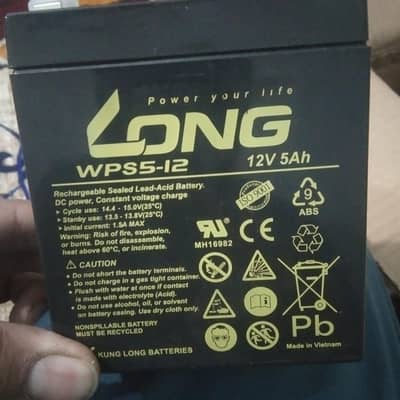 Power your life
LONG
WPS5-12
12V 5Ah
Rechargeable Sealed Lead-Acid Battery.
DC power, Constant voltage charge
• Cycle use: 14.4 - 15.0V(25°C)
• Standby use: 13.5 - 13.8V(25°C)
• Initial current: 1.5A MAX
Warning: Risk of fire, explosion,
or burns. Do not disassemble,
heat above 60°C, or incinerate.
ISO 9001
9
ABS
MH16982
CE
⚠ CAUTION
• Do not short the battery terminals.
• Do not charge in a gas tight container.
• Flush with water at once if contact
is made with electrolyte (Acid).
• Do not use alcohol, oil, or solvent
on battery casing. Never use dust.
NONSPILLABLE BATTERY
MUST BE RECYCLED
KUNG LONG BATTERIES
Pb
Made in Vietnam